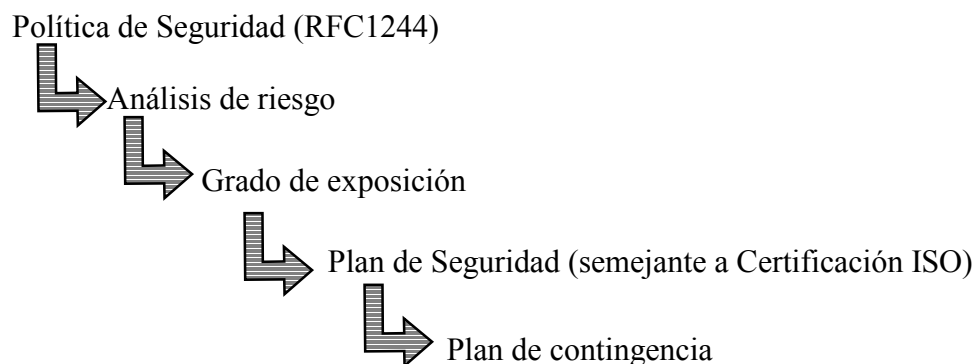 Política de Seguridad (RFC1244)
Análisis de riesgo
Grado de exposición
Plan de Seguridad (semejante a Certificación ISO)
Plan de contingencia